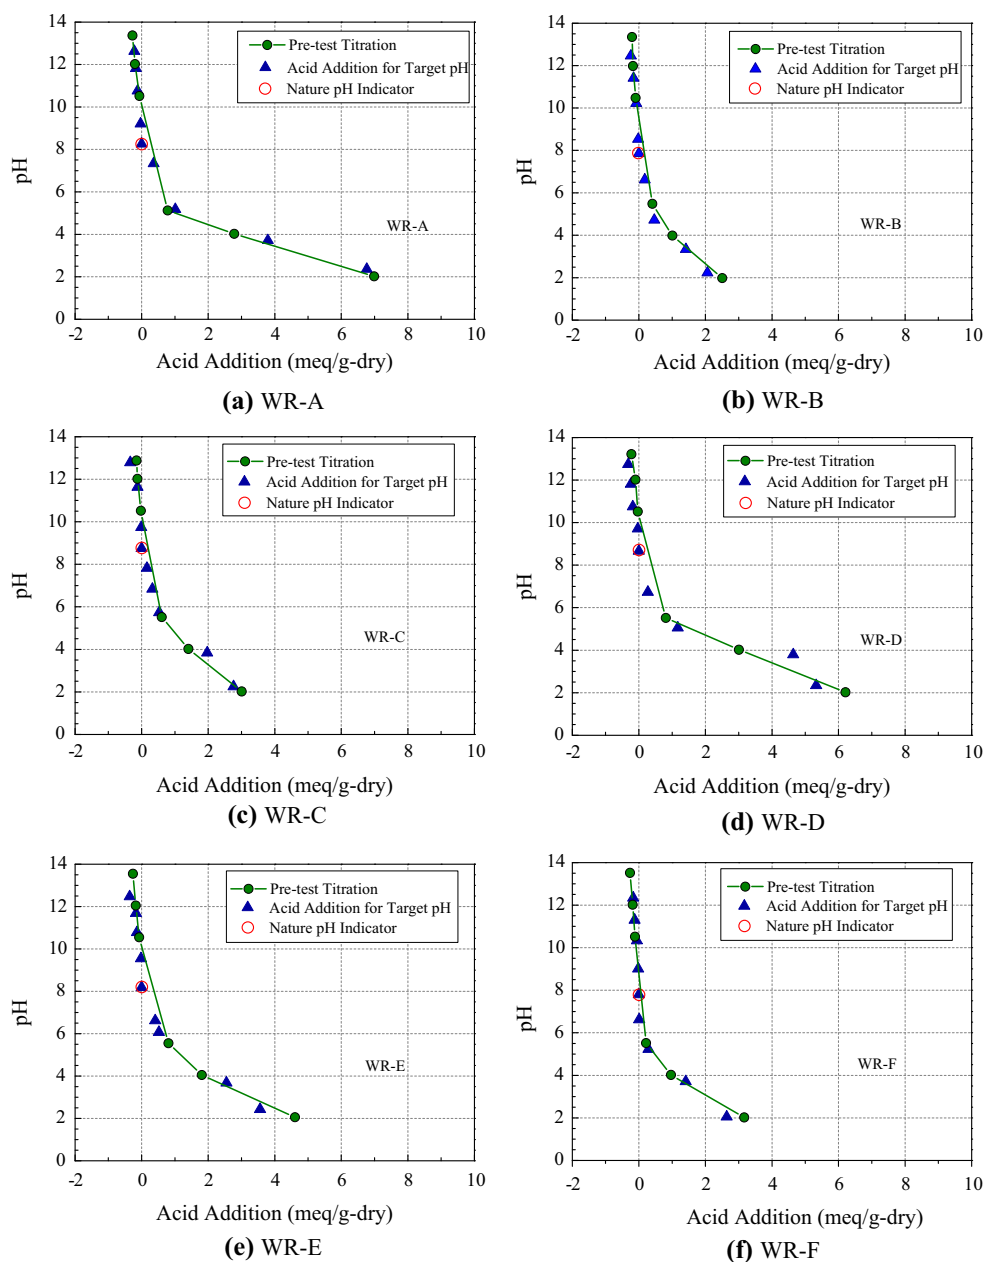 14
12
10
8
6
4
2
0
pH
Pre-test Titration
Acid Addition for Target pH
Nature pH Indicator
WR-A
-2 0 2 4 6 8 10
Acid Addition (meq/g-dry)
(a) WR-A
14
12
10
8
6
4
2
0
pH
Pre-test Titration
Acid Addition for Target pH
Nature pH Indicator
WR-B
-2 0 2 4 6 8 10
Acid Addition (meq/g-dry)
(b) WR-B
14
12
10
8
6
4
2
0
pH
Pre-test Titration
Acid Addition for Target pH
Nature pH Indicator
WR-C
-2 0 2 4 6 8 10
Acid Addition (meq/g-dry)
(c) WR-C
14
12
10
8
6
4
2
0
pH
Pre-test Titration
Acid Addition for Target pH
Nature pH Indicator
WR-D
-2 0 2 4 6 8 10
Acid Addition (meq/g-dry)
(d) WR-D
14
12
10
8
6
4
2
0
pH
Pre-test Titration
Acid Addition for Target pH
Nature pH Indicator
WR-E
-2 0 2 4 6 8 10
Acid Addition (meq/g-dry)
(e) WR-E
14
12
10
8
6
4
2
0
pH
Pre-test Titration
Acid Addition for Target pH
Nature pH Indicator
WR-F
-2 0 2 4 6 8 10
Acid Addition (meq/g-dry)
(f) WR-F